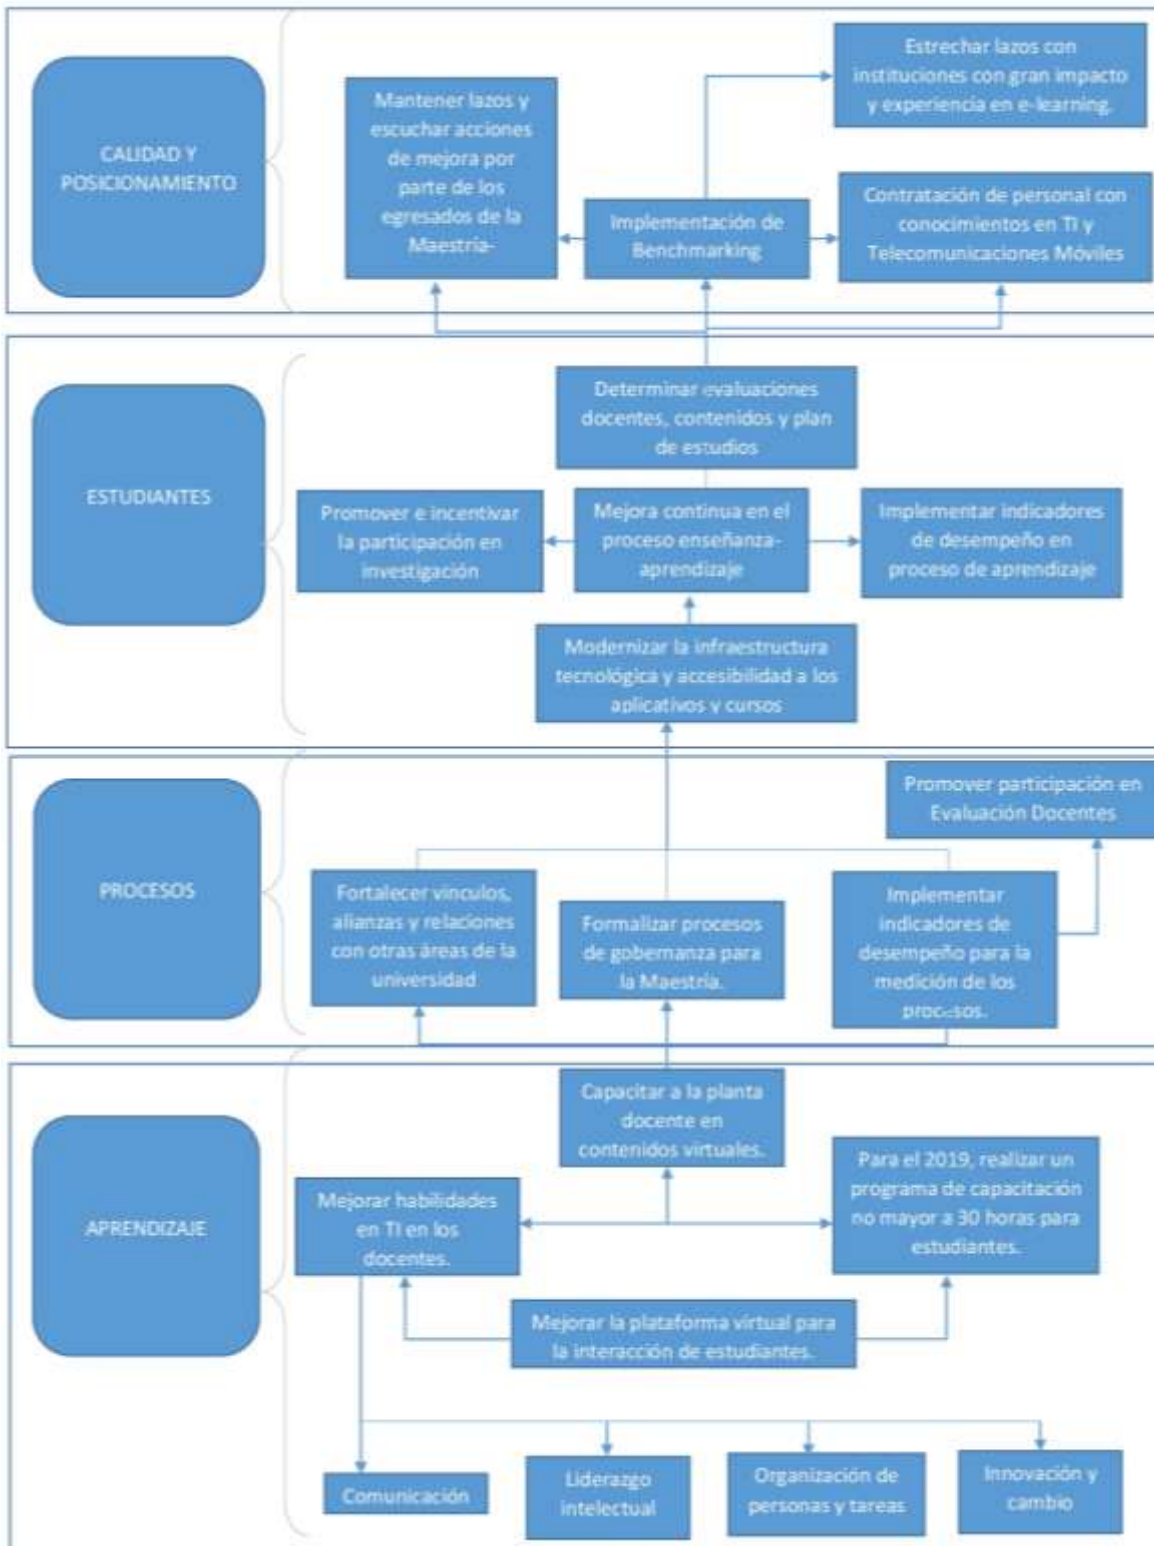 CALIDAD Y
POSICIONAMIENTO
Mantener lazos y
escuchar acciones
de mejora por
parte de los
egresados de la
Maestría-
Implementación de
Benchmarking
Estrechar lazos con
instituciones con gran impacto
y experiencia en e-learning.
Contratación de personal con
conocimientos en TI y
Telecomunicaciones Móviles
ESTUDIANTES
Determinar evaluaciones
docentes, contenidos y plan
de estudios
Promover e incentivar
la participación en
investigación
Mejora continua en el
proceso enseñanza-
aprendizaje
Implementar indicadores
de desempeño en
proceso de aprendizaje
Modernizar la infraestructura
tecnológica y accesibilidad a los
aplicativos y cursos
PROCESOS
Promover participación en
Evaluación Docentes
Fortalecer vínculos,
alianzas y relaciones
con otras áreas de la
universidad
Formalizar procesos
de gobernanza para
la Maestría.
Implementar
indicadores de
desempeño para la
medición de los
procesos.
APRENDIZAJE
Capacitar a la planta
docente en
contenidos virtuales.
Mejorar habilidades
en TI en los
docentes.
Para el 2019, realizar un
programa de capacitación
no mayor a 30 horas para
estudiantes.
Mejorar la plataforma virtual para
la interacción de estudiantes.
Comunicación
Liderazgo
intelectual
Organización de
personas y tareas
Innovación y
cambio